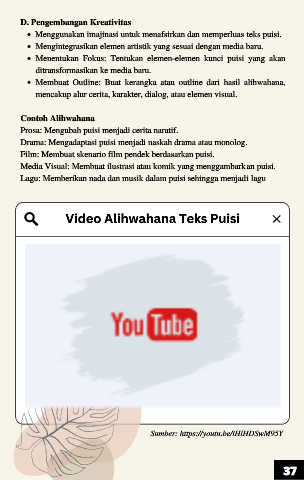 D. Pengembangan Kreativitas
• Menggunakan imajinasi untuk menafsirkan dan memperluas teks puisi.
• Mengintegrasikan elemen artistik yang sesuai dengan media baru.
• Menentukan Fokus: Tentukan elemen-elemen kunci puisi yang akan
ditransformasikan ke media baru.
• Membuat Outline: Buat kerangka atau outline dari hasil alihwahana,
mencakup alur cerita, karakter, dialog, atau elemen visual.
Contoh Alihwahana
Prosa: Mengubah puisi menjadi cerita naratif.
Drama: Mengadaptasi puisi menjadi naskah drama atau monolog.
Film: Membuat skenario film pendek berdasarkan puisi.
Media Visual: Membuat ilustrasi atau komik yang menggambarkan puisi.
Lagu: Memberikan nada dan musik dalam puisi sehingga menjadi lagu
Video Alihwahana Teks Puisi
YouTube
Sumber: https://youtu.be/tHlHDSwM95Y
37